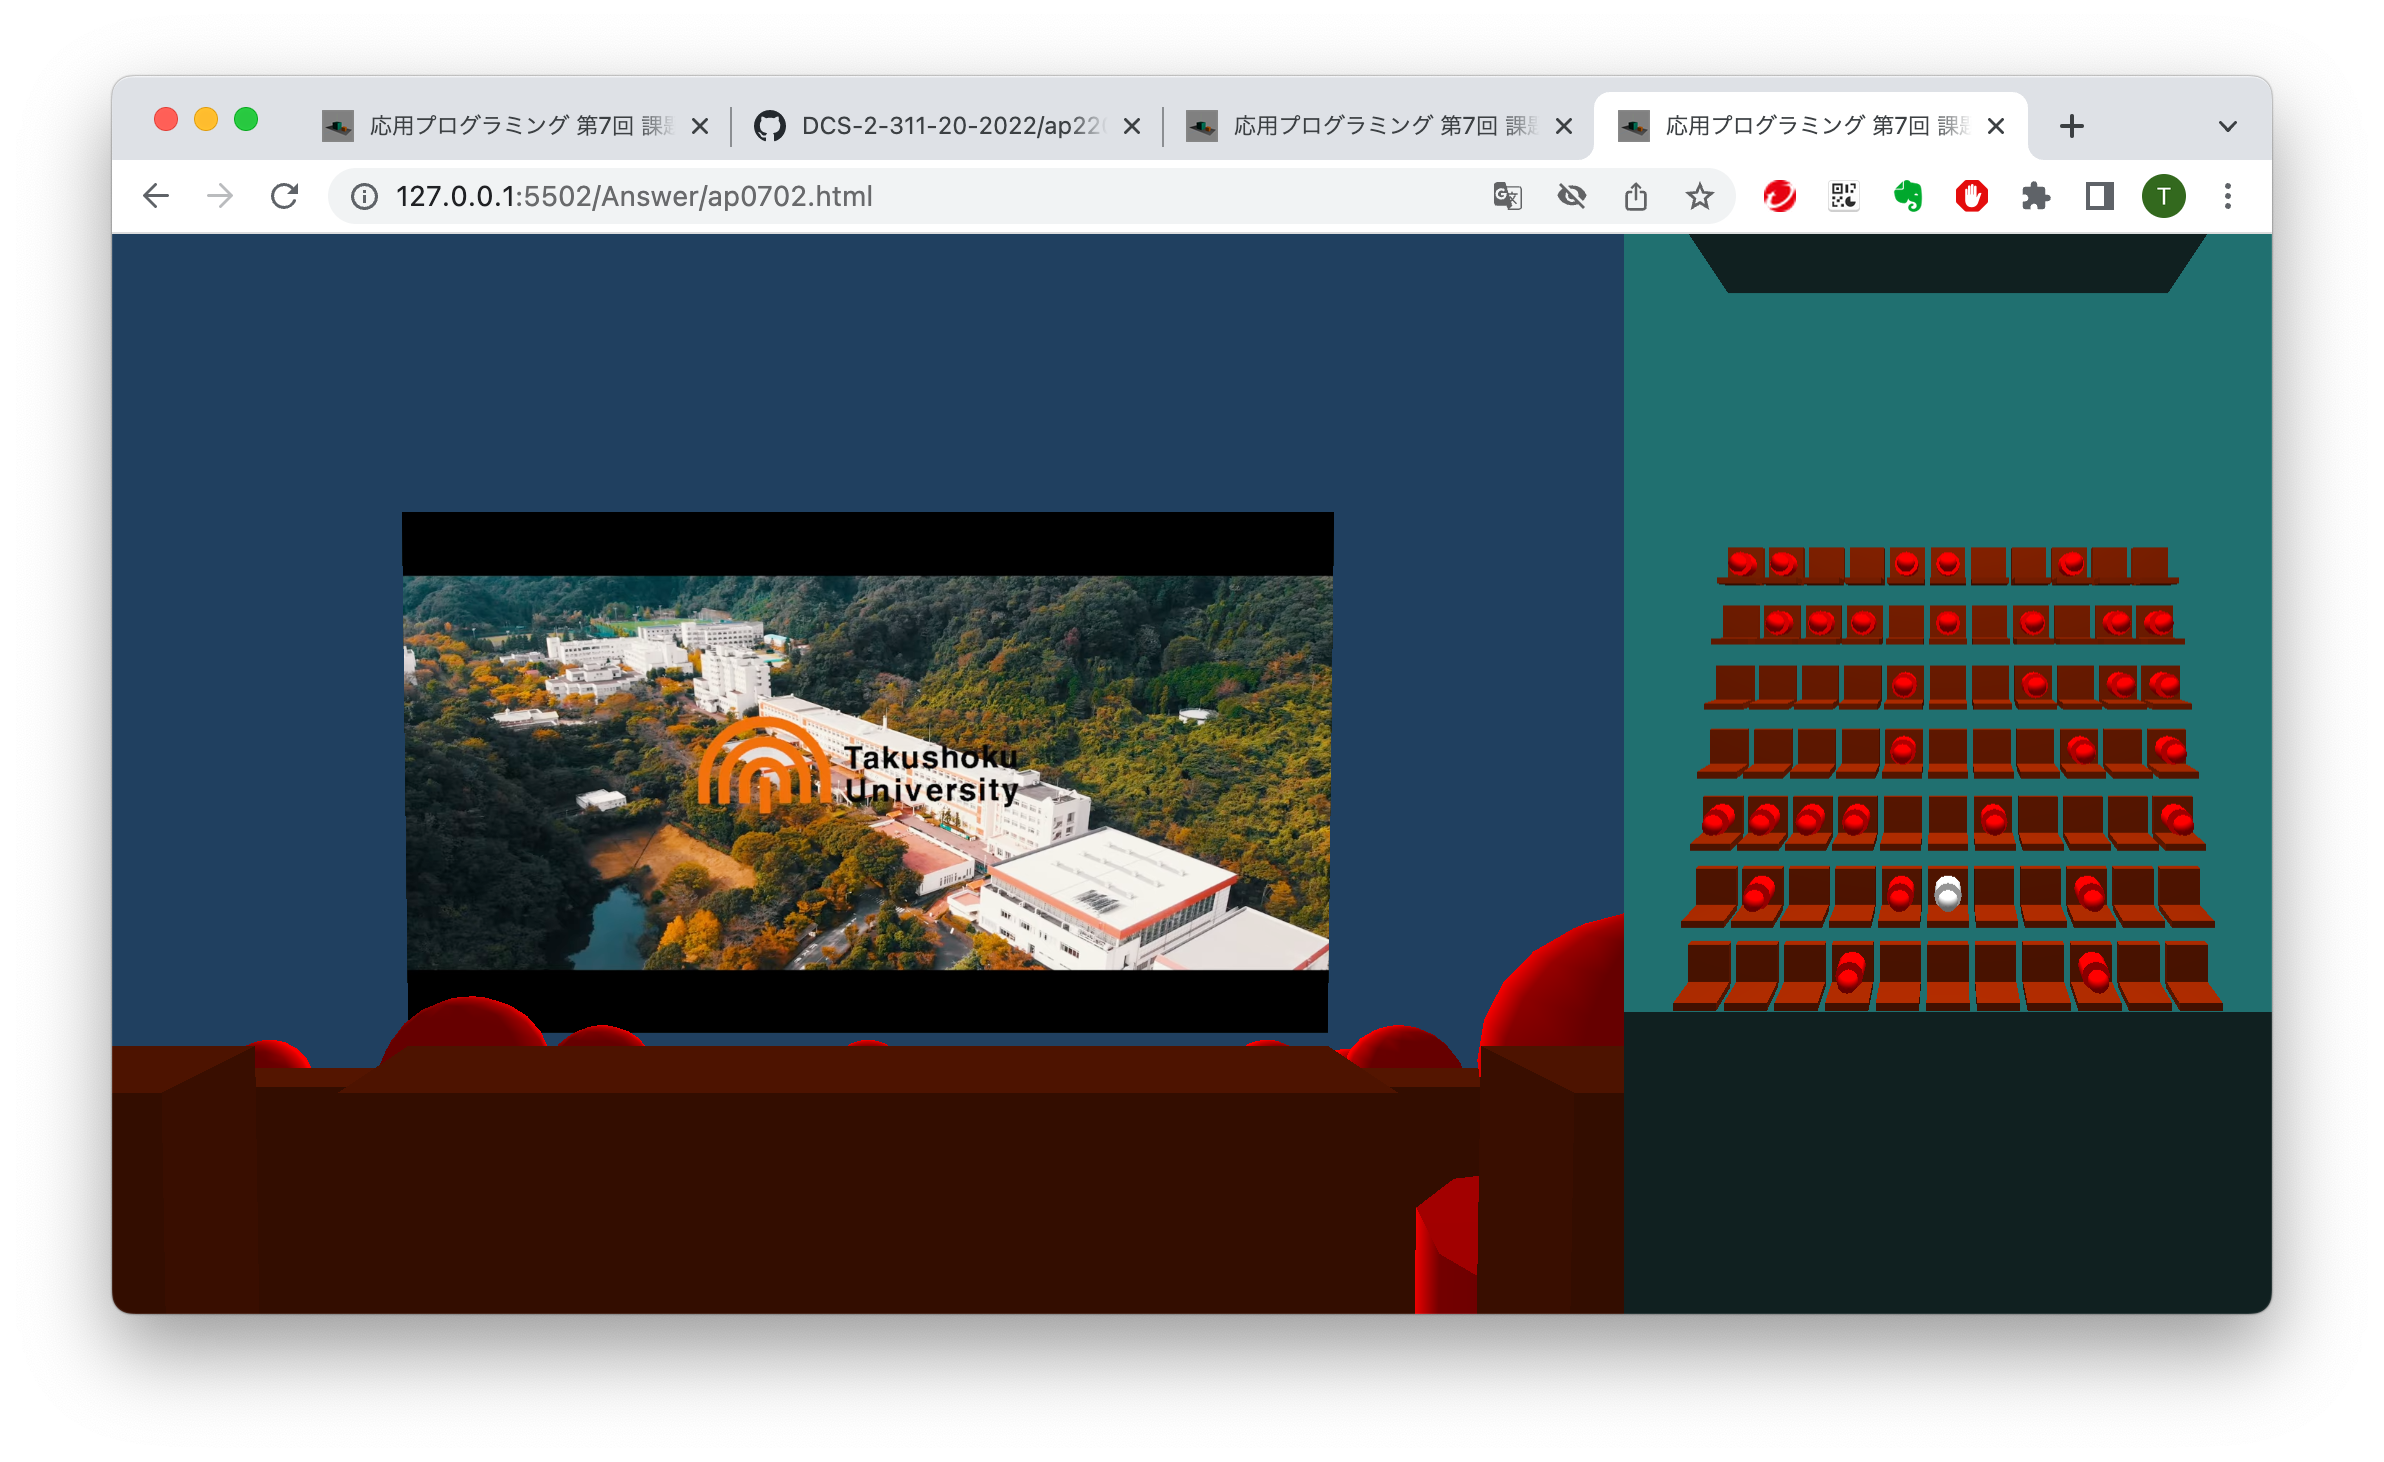 応用プログラミング 第7回 課
DCS-2-311-20-2022/ap22
応用プログラミング 第7回 課
応用プログラミング 第7回 課
127.0.0.1:5502/Answer/ap0702.html
T
Takushoku
University